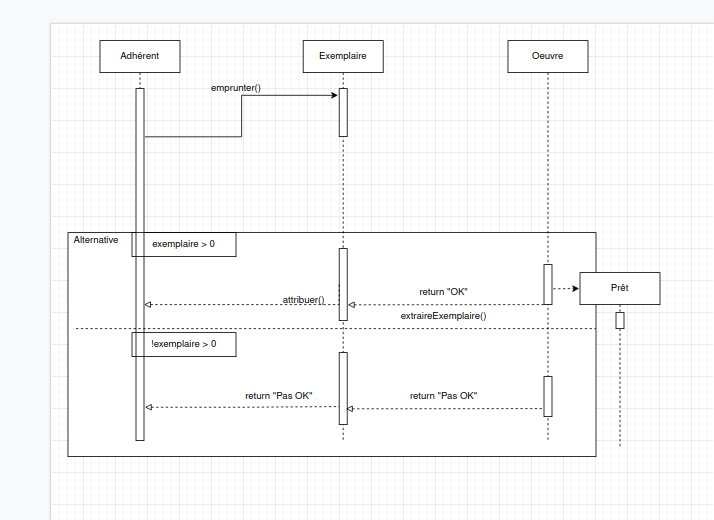 Adhérent
Exemplaire
Oeuvre
emprunter()
Alternative
exemplaire > 0
return "OK"
Prêt
attribuer()
extraireExemplaire()
!exemplaire > 0
return "Pas OK"
return "Pas OK"